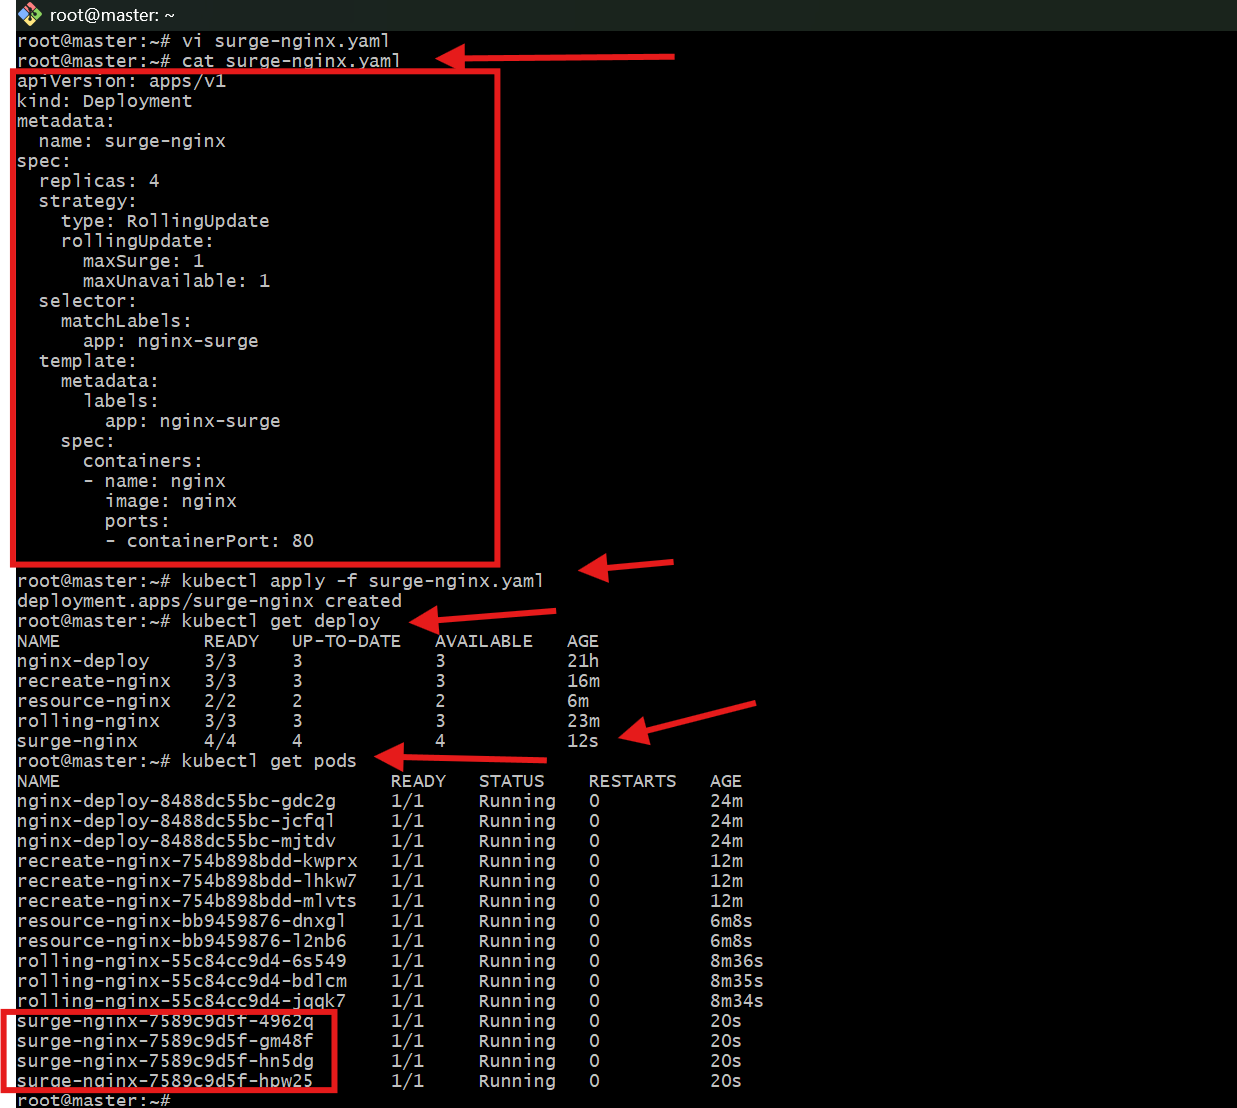 root@master: ~
root@master:~# vi surge-nginx.yaml
root@master:~# cat surge-nginx.yaml
apiVersion: apps/v1
kind: Deployment
metadata:
  name: surge-nginx
spec:
  replicas: 4
  strategy:
    type: RollingUpdate
    rollingUpdate:
      maxSurge: 1
      maxUnavailable: 1
  selector:
    matchLabels:
      app: nginx-surge
  template:
    metadata:
      labels:
        app: nginx-surge
    spec:
      containers:
      - name: nginx
        image: nginx
        ports:
        - containerPort: 80
root@master:~# kubectl apply -f surge-nginx.yaml
deployment.apps/surge-nginx created
root@master:~# kubectl get deploy
NAME             READY   UP-TO-DATE   AVAILABLE   AGE
nginx-deploy     3/3     3            3           21h
recreate-nginx   3/3     3            3           16m
resource-nginx   2/2     2            2           6m
rolling-nginx    3/3     3            3           23m
surge-nginx      4/4     4            4           12s
root@master:~# kubectl get pods
NAME                              READY   STATUS    RESTARTS   AGE
nginx-deploy-8488dc55bc-gdc2g     1/1     Running   0          24m
nginx-deploy-8488dc55bc-jcfql     1/1     Running   0          24m
nginx-deploy-8488dc55bc-mjtdv     1/1     Running   0          24m
recreate-nginx-754b898bdd-kwprx   1/1     Running   0          12m
recreate-nginx-754b898bdd-lhkw7   1/1     Running   0          12m
recreate-nginx-754b898bdd-mlvts   1/1     Running   0          12m
resource-nginx-bb9459876-dnxgl    1/1     Running   0          6m8s
resource-nginx-bb9459876-l2nb6    1/1     Running   0          6m8s
rolling-nginx-55c84cc9d4-6s549    1/1     Running   0          8m36s
rolling-nginx-55c84cc9d4-bdlcm    1/1     Running   0          8m35s
rolling-nginx-55c84cc9d4-jqqk7    1/1     Running   0          8m34s
surge-nginx-7589c9d5f-4962q       1/1     Running   0          20s
surge-nginx-7589c9d5f-gm48f       1/1     Running   0          20s
surge-nginx-7589c9d5f-hn5dg       1/1     Running   0          20s
surge-nginx-7589c9d5f-hpw25       1/1     Running   0          20s
root@master:~#